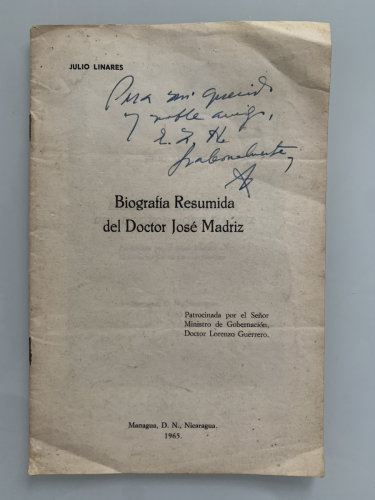 JULIO LINARES
Para mi querido
y noble amigo,
Biografía Resumida
del Doctor José Madriz
Patrocinada por el Señor
Ministro de Gobernación,
Doctor Lorenzo Guerrero.
Managua, D. N., Nicaragua.
1965.